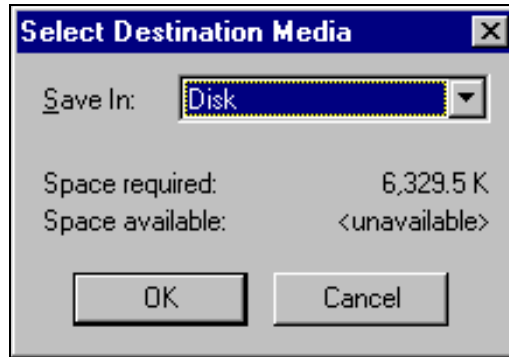 Select Destination Media
Save In: Disk
Space required: 6,329.5 K
Space available: <unavailable>
OK Cancel